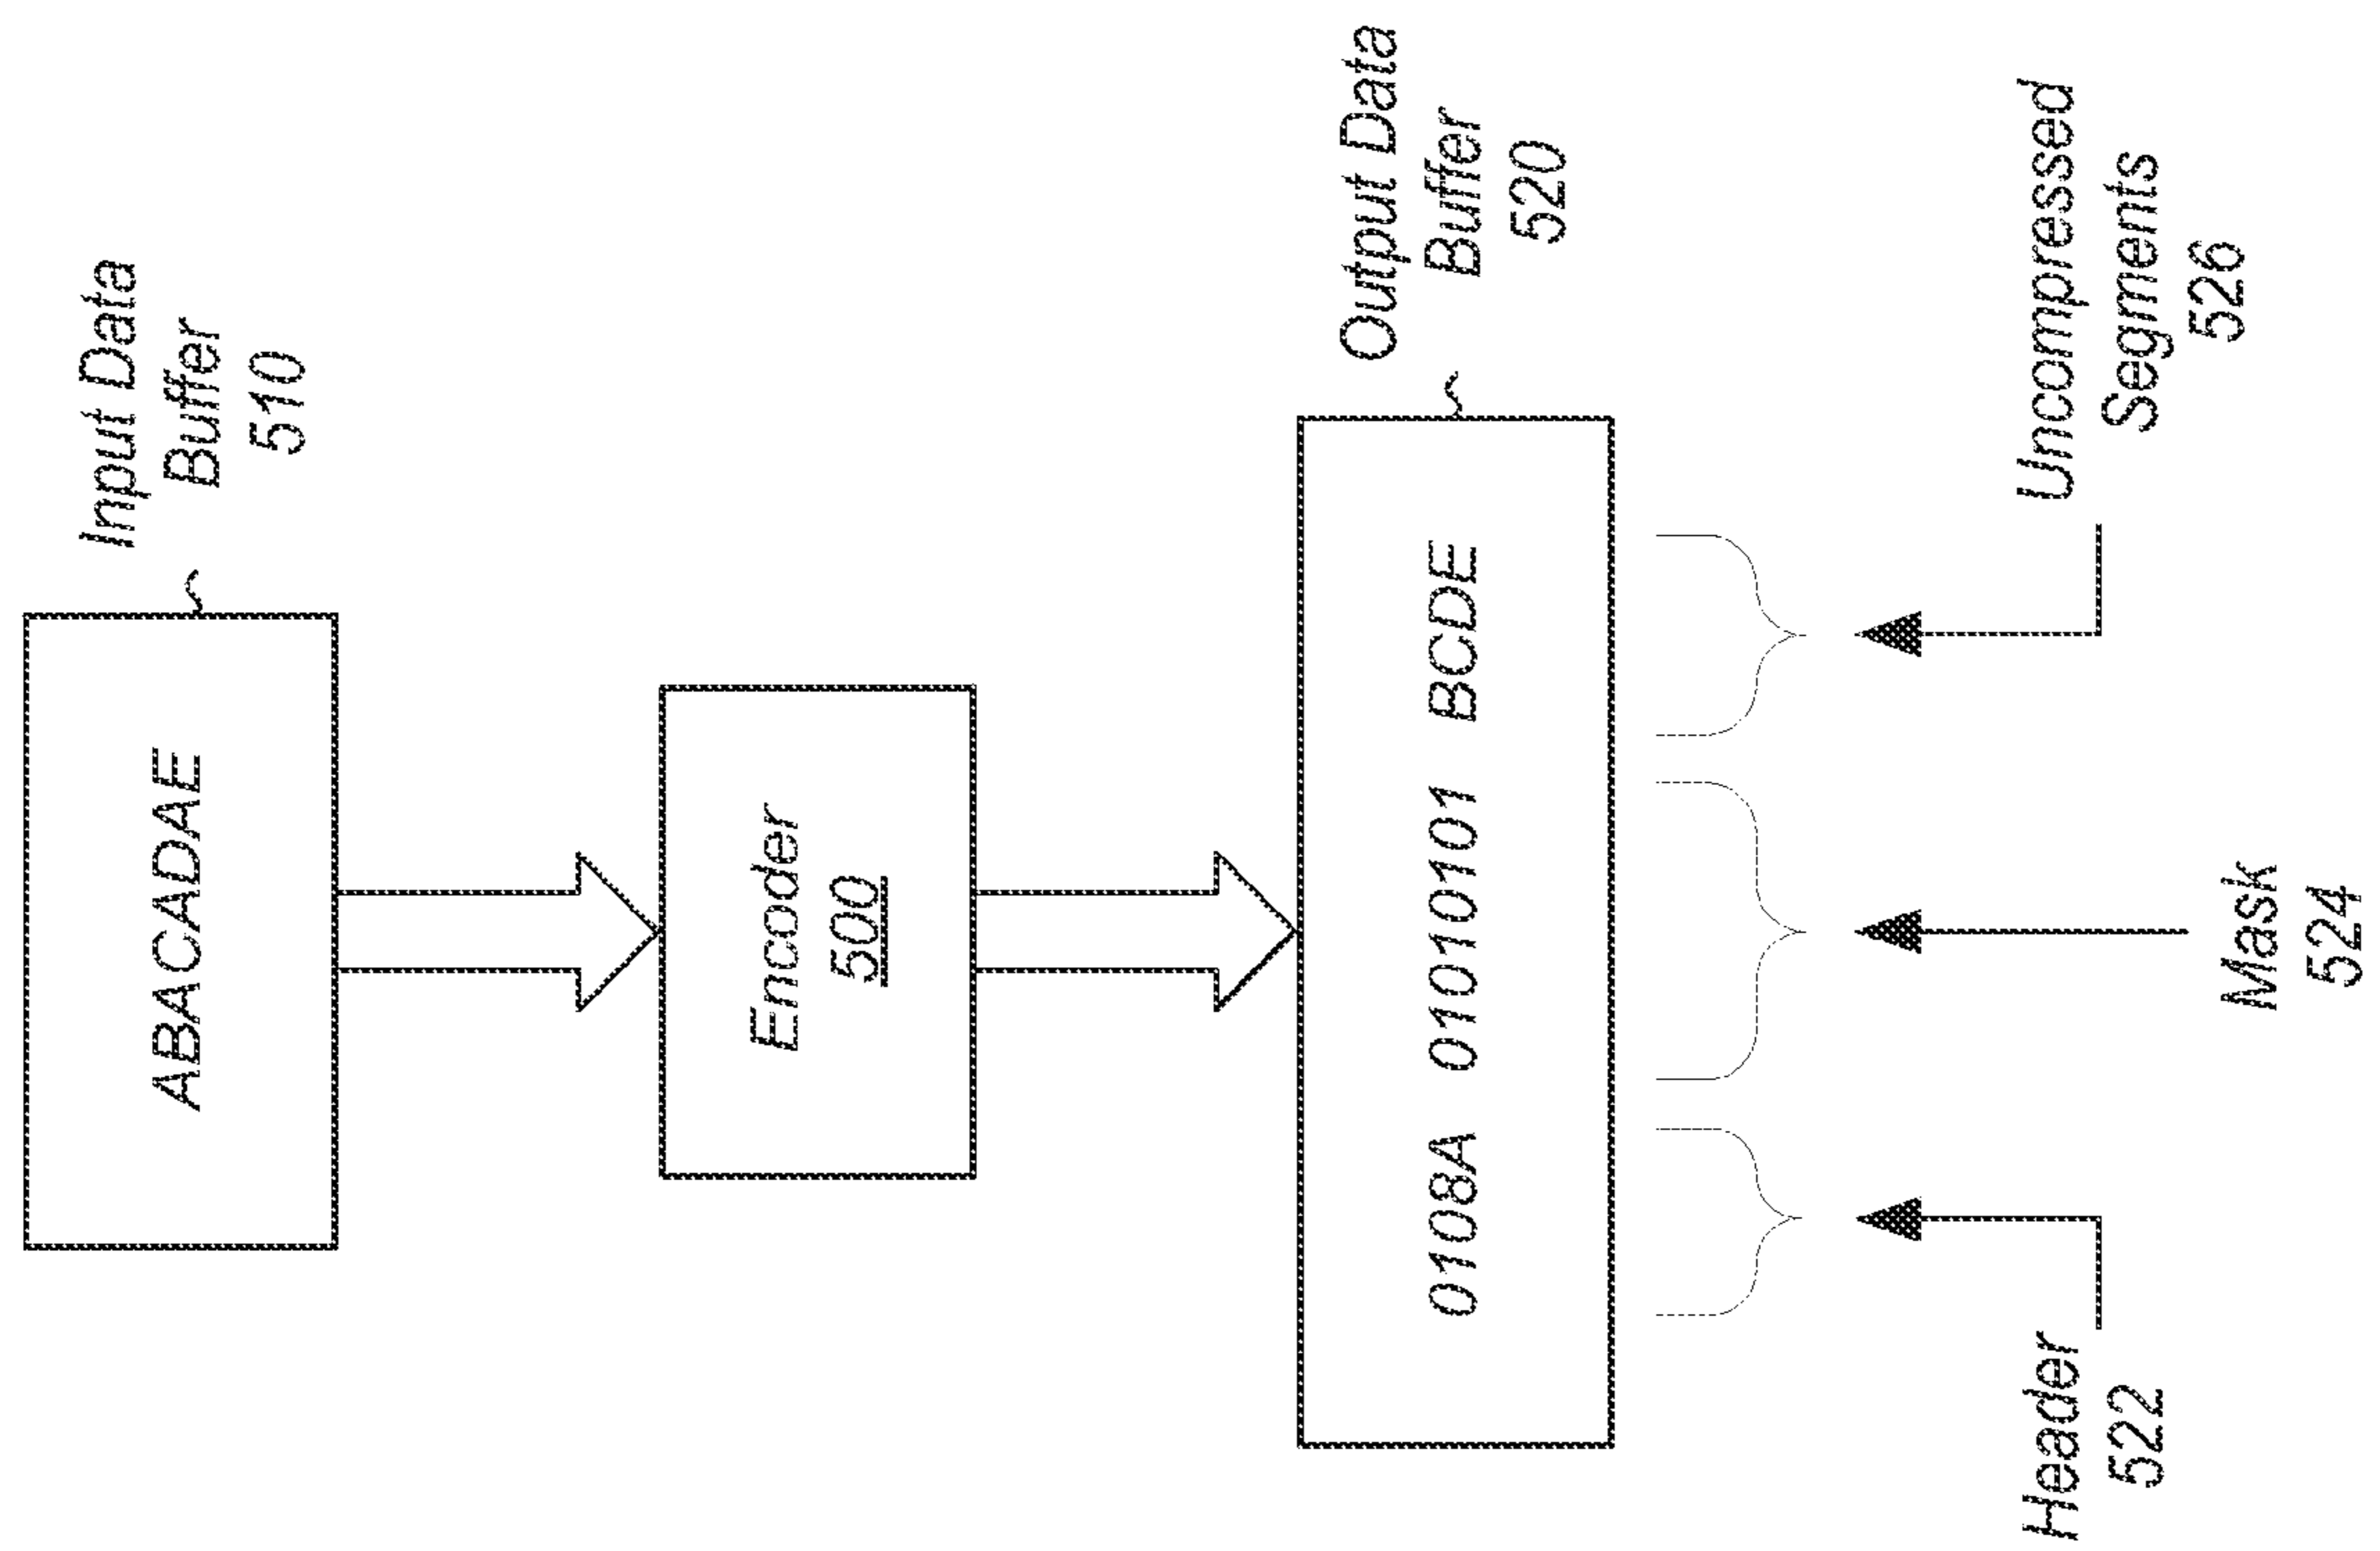 Input Data
Buffer
510
ABACADAE
Encoder
500
Output Data
Buffer
520
0108A 01010101 BCDE
Header
522
Mask
524
Uncompressed
Segments
526